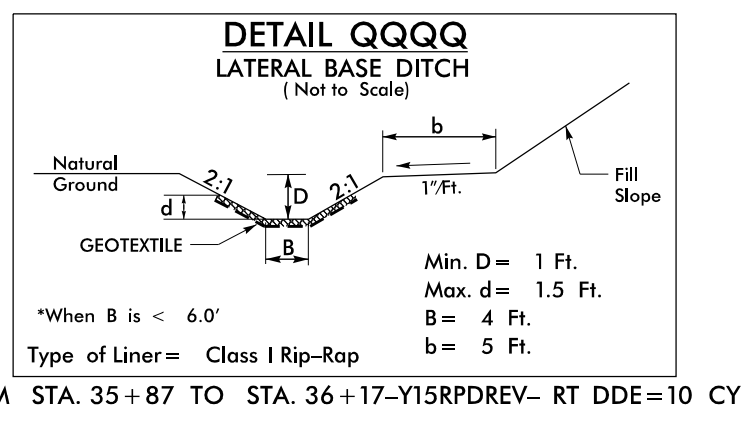 DETAIL QQQQ
LATERAL BASE DITCH
( Not to Scale)
b
Natural
Ground
2:1
D
2:1
1"/Ft.
Fill
Slope
d
GEOTEXTILE
B
Min. D = 1 Ft.
Max. d = 1.5 Ft.
*When B is < 6.0'
B = 4 Ft.
b = 5 Ft.
Type of Liner = Class I Rip-Rap
STA. 35+87 TO STA. 36+17-Y15RPDREV- RT DDE=10 CY